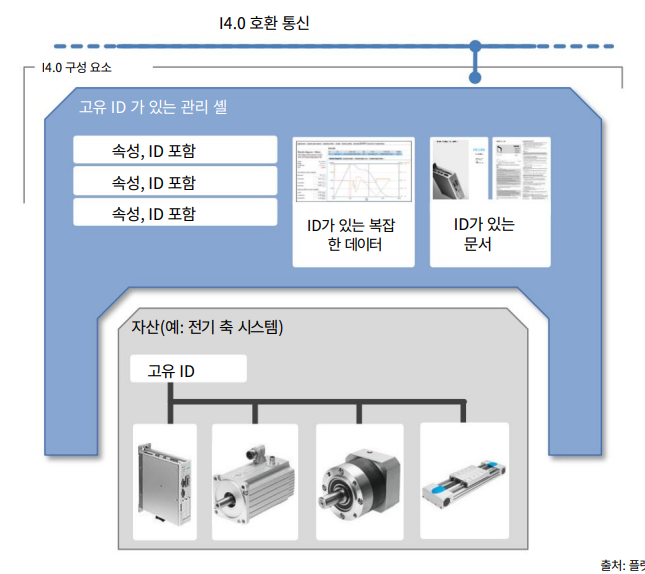 I4.0 호환 통신
I4.0 구성 요소
고유 ID 가 있는 관리 셸
속성, ID 포함
속성, ID 포함
속성, ID 포함
ID가 있는 복잡
한 데이터
ID가 있는
문서
자산(예: 전기 축 시스템)
고유 ID
출처: 플랫